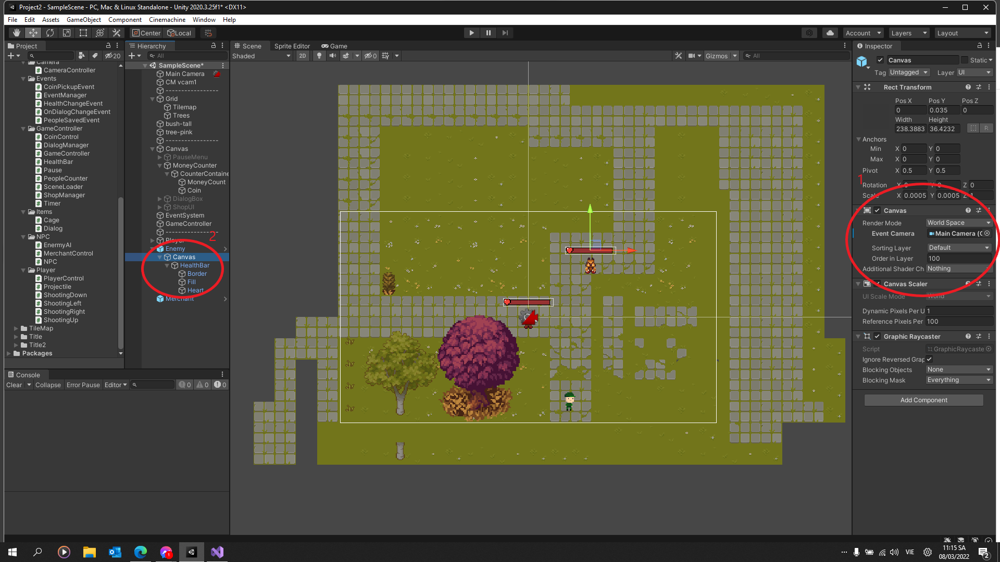 Project2 - SampleScene - PC, Mac & Linux Standalone - Unity 2020.3.25f1* <DX11>
File Edit Assets GameObject Component Cinemachine Window Help
Center Local
Account Layers Layout
Project
20
Camera
CameraController
Events
CoinPickupEvent
EventManager
HealthChangeEvent
OnDialogChangeEvent
PeopleSavedEvent
GameController
CoinControl
DialogManager
GameController
HealthBar
Pause
PeopleCounter
SceneLoader
ShopManager
Timer
Items
Cage
Dialog
NPC
EnermyAI
MerchantControl
NPC
Player
PlayerControl
Projectile
ShootingDown
ShootingLeft
ShootingRight
ShootingUp
TileMap
Title
Title2
Packages
Console
Clear Collapse Error Pause Editor 0 0 0
Hierarchy
All
SampleScene*
Main Camera
CM vcam1
------------------
Grid
Tilemap
Trees
bush-tall
tree-pink
------------------
Canvas
PauseMenu
MoneyCounter
CounterContaine
MoneyCount
Coin
DialogBox
ShopUI
EventSystem
GameController
------------------
2
Player
Enemy
Canvas
HealthBar
Border
Fill
Heart
Merchant
Scene Sprite Editor Game
Shaded 2D 0 Gizmos All
Inspector
Canvas Static
Tag Untagged Layer UI
Rect Transform
Pos X Pos Y Pos Z
0 0.035 0
Width Height
238.3883 36.4232 R
Anchors
Min X 0 Y 0
Max X 0 Y 0
Pivot X 0.5 Y 0.5
1
Rotation X 0 Y 0 Z 0
Scale X 0.0005 Y 0.0005 Z 1
Canvas
Render Mode World Space
Event Camera Main Camera (C
Sorting Layer Default
Order in Layer 100
Additional Shader Ch Nothing
Canvas Scaler
UI Scale Mode World
Dynamic Pixels Per U 1
Reference Pixels Per 100
Graphic Raycaster
Script GraphicRaycaste
Ignore Reversed Grap
Blocking Objects None
Blocking Mask Everything
Add Component
1
VIE
11:15 SA
08/03/2022
2